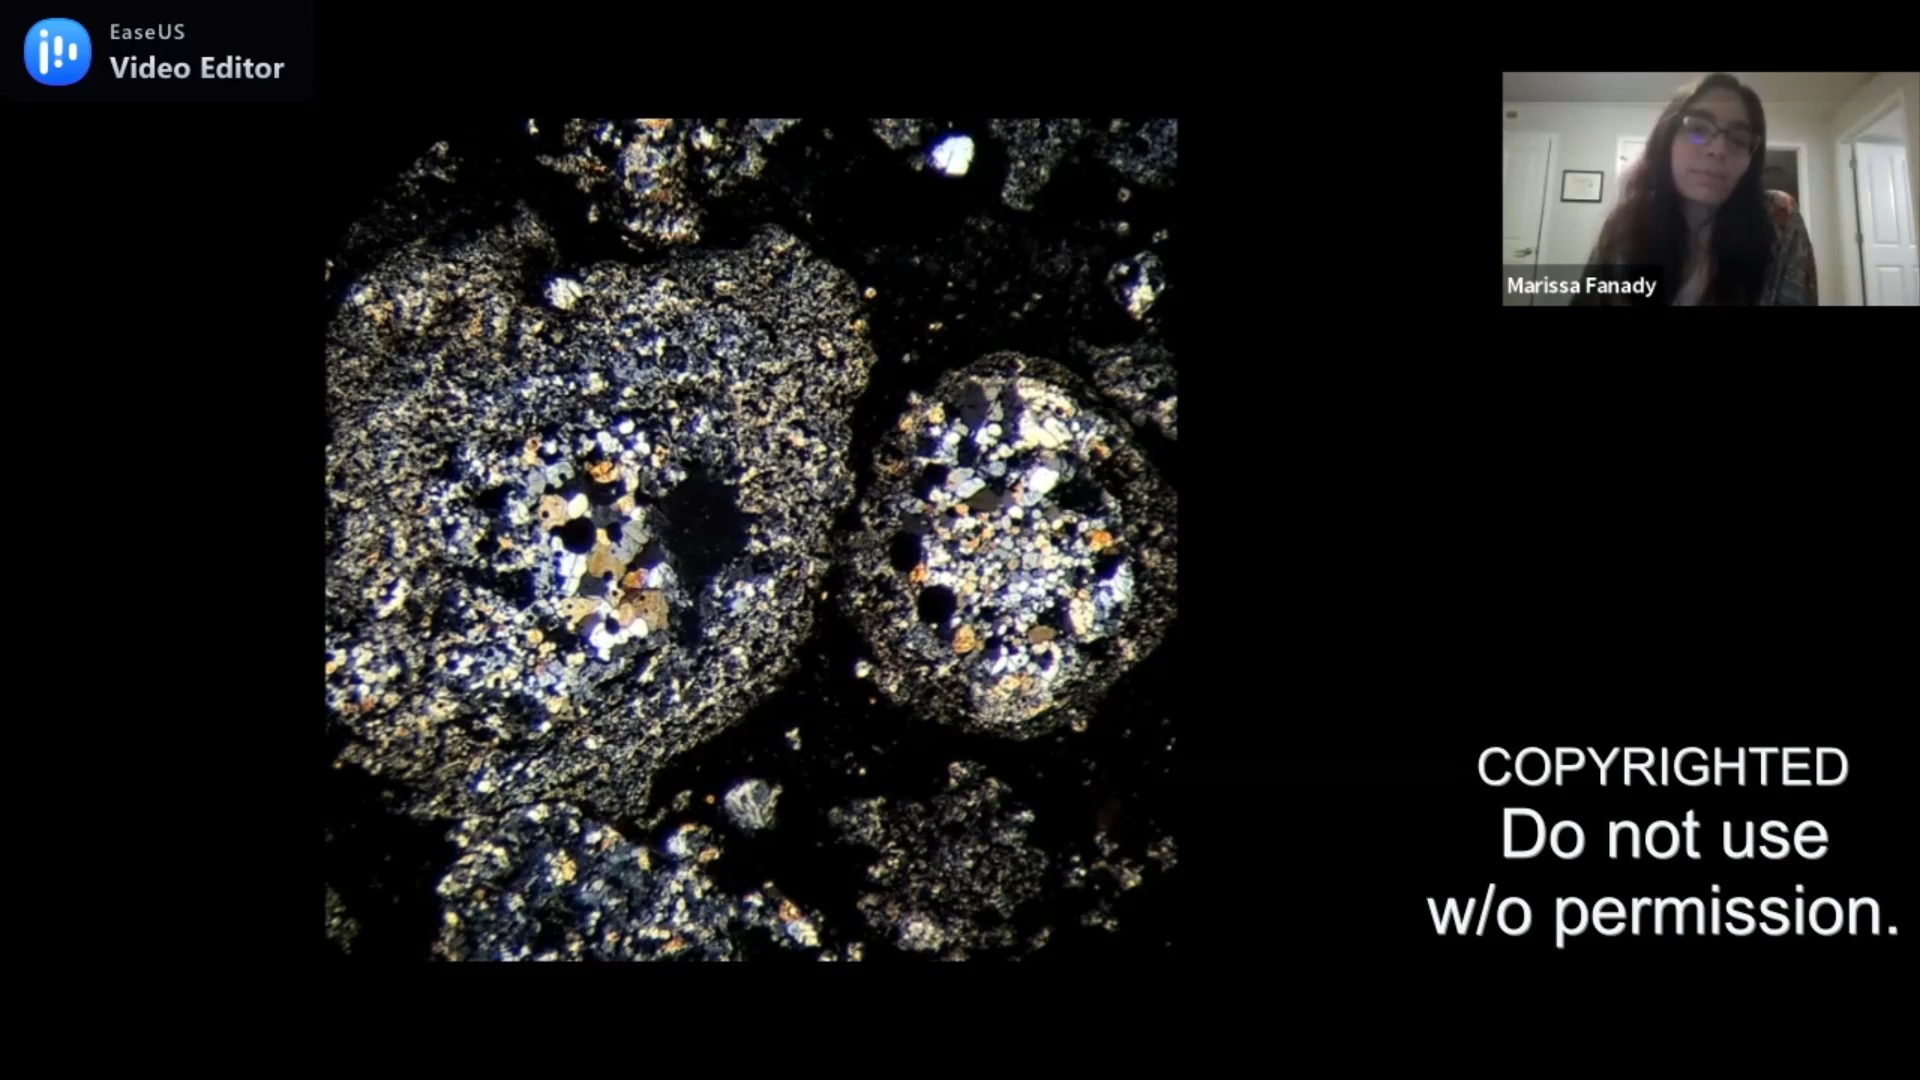 EaseUS
Video Editor
Marissa Fanady
COPYRIGHTED
Do not use
w/o permission.